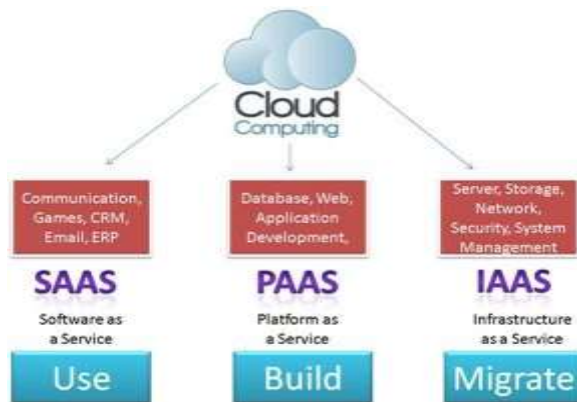 Cloud
Computing
Communication,
Games, CRM,
Email, ERP
Database, Web,
Application
Development,
Server, Storage,
Network,
Security, System
Management
SAAS
PAAS
IAAS
Software as
a Service
Platform as
a Service
Infrastructure
as a Service
Use
Build
Migrate